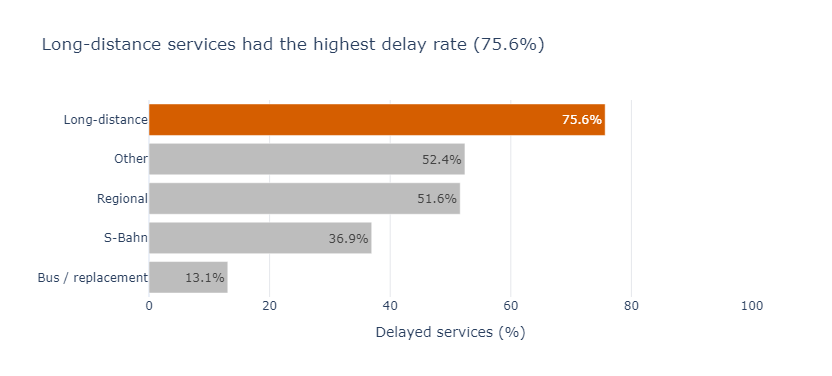 Long-distance services had the highest delay rate (75.6%)
Long-distance 75.6%
Other 52.4%
Regional 51.6%
S-Bahn 36.9%
Bus / replacement 13.1%
0 20 40 60 80 100
Delayed services (%)